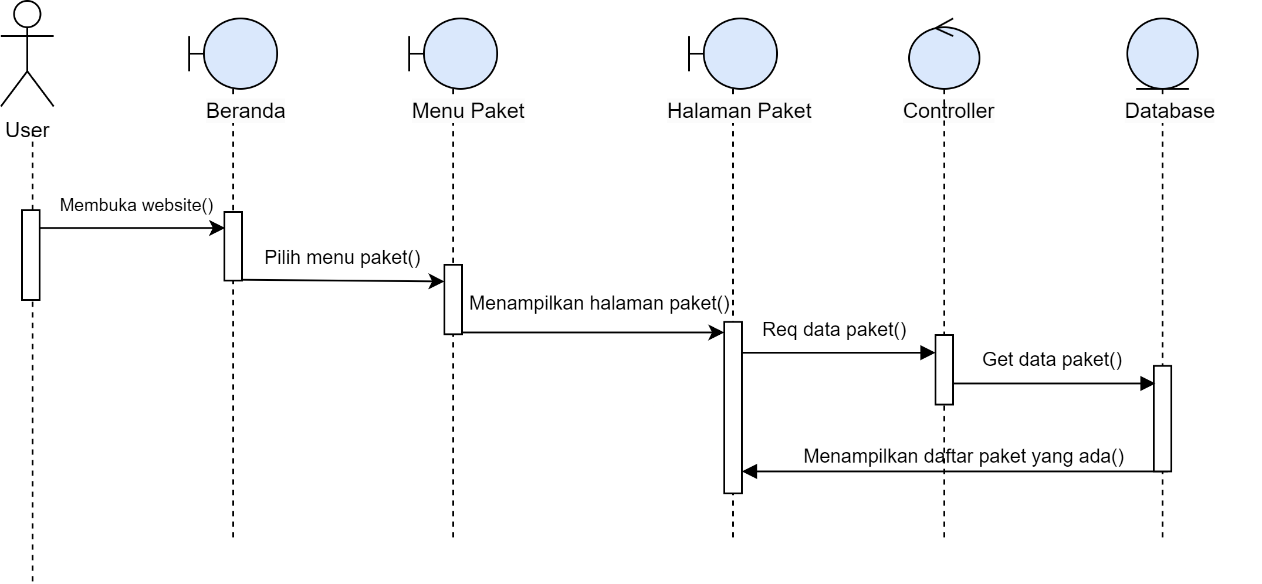 Beranda
Menu Paket
Halaman Paket
Controller
Database
User
Membuka website()
Pilih menu paket()
Menampilkan halaman paket()
Req data paket()
Get data paket()
Menampilkan daftar paket yang ada()